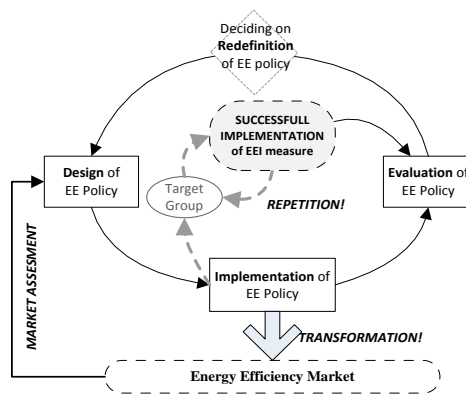 Deciding on
Redefinition
of EE policy
SUCCESSFULL
IMPLEMENTATION
of EEI measure
Design of
EE Policy
Target
Group
Evaluation of
EE Policy
REPETITION!
Implementation of
EE Policy
MARKET ASSESMENT
TRANSFORMATION!
Energy Efficiency Market